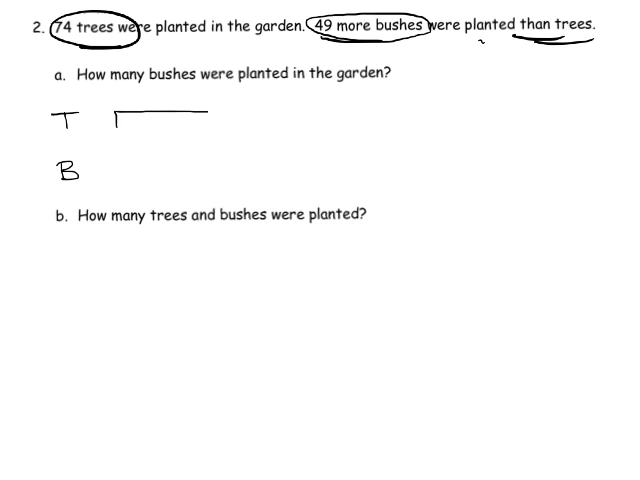 2. 74 trees were planted in the garden. 49 more bushes were planted than trees.
a. How many bushes were planted in the garden?
T
B
b. How many trees and bushes were planted?